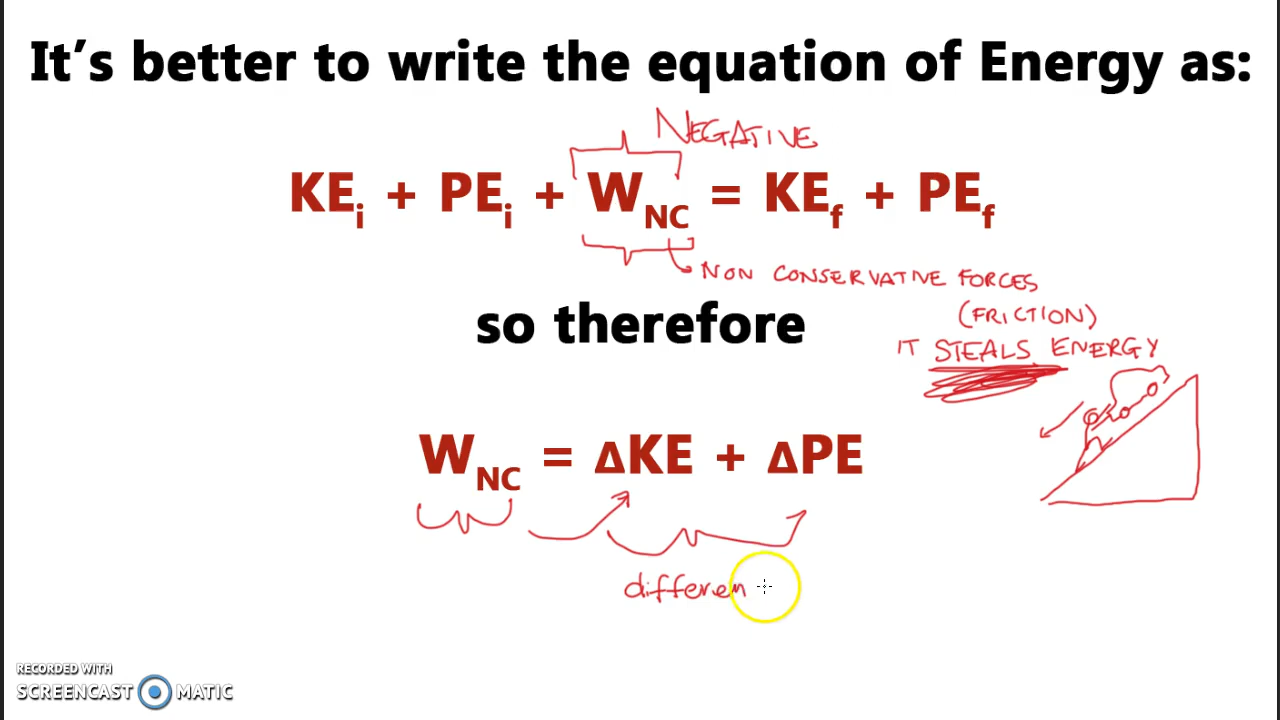 It's better to write the equation of Energy as:
NEGATIVE
KEi + PEi + WNC = KEf + PEf
NON CONSERVATIVE FORCES
(FRICTION)
so therefore
IT STEALS ENERGY
WNC = ΔKE + ΔPE
differen
RECORDED WITH
SCREENCAST MATIC